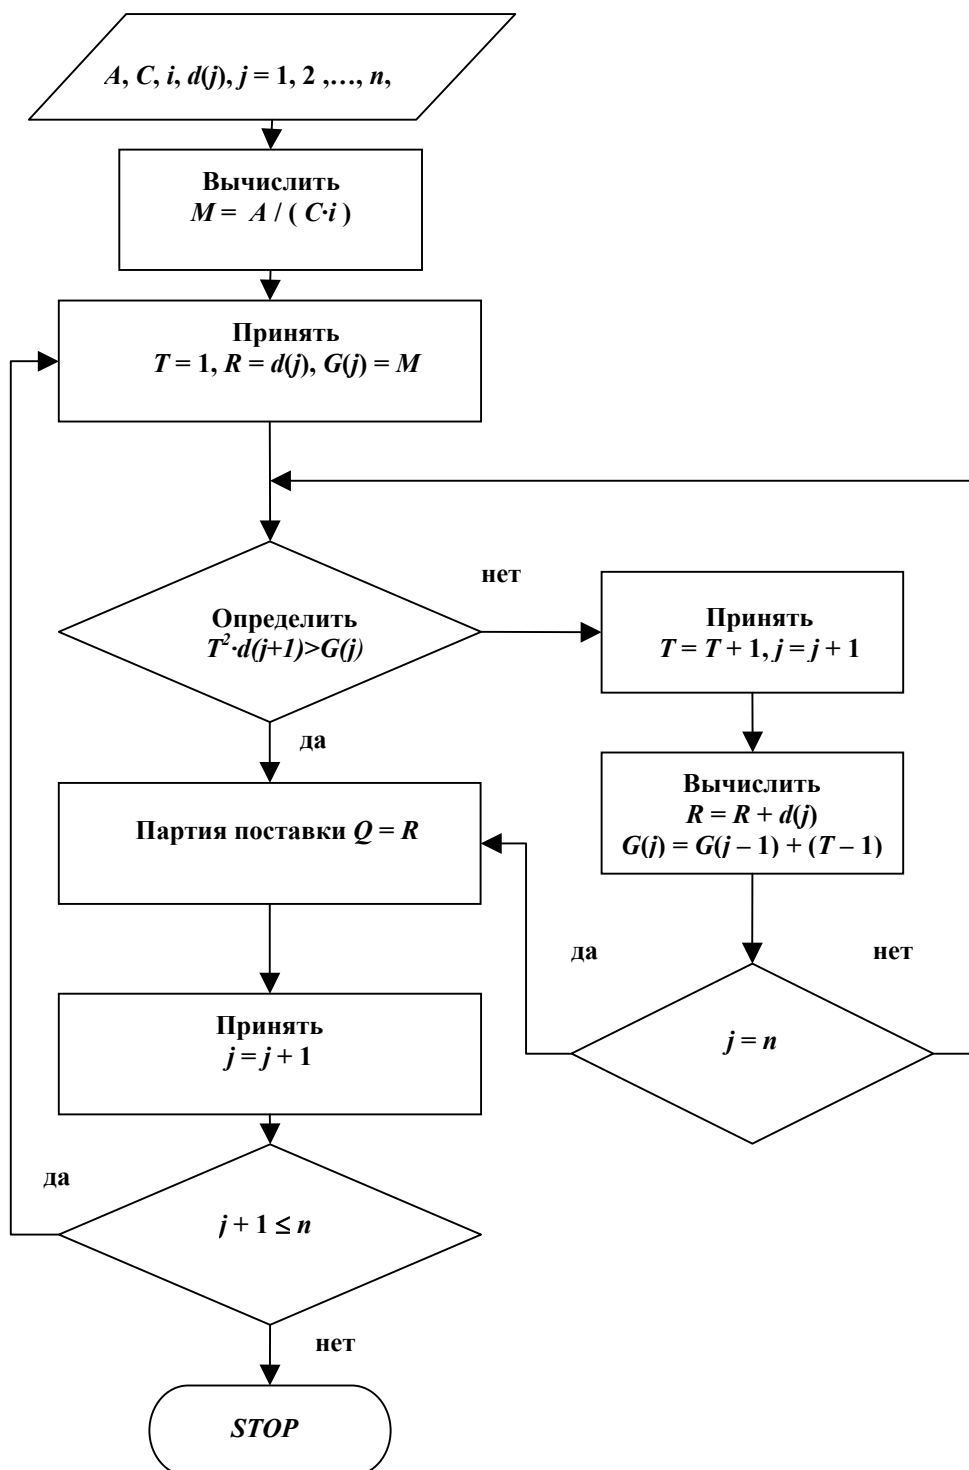 A, C, i, d(j), j = 1, 2 ,…, n,
Вычислить
M = A / ( C·i )
Принять
T = 1, R = d(j), G(j) = M
нет
Определить
T²·d(j+1)>G(j)
Принять
T = T + 1, j = j + 1
да
Вычислить
R = R + d(j)
G(j) = G(j – 1) + (T – 1)
Партия поставки Q = R
да
нет
j = n
Принять
j = j + 1
да
j + 1 ≤ n
нет
STOP